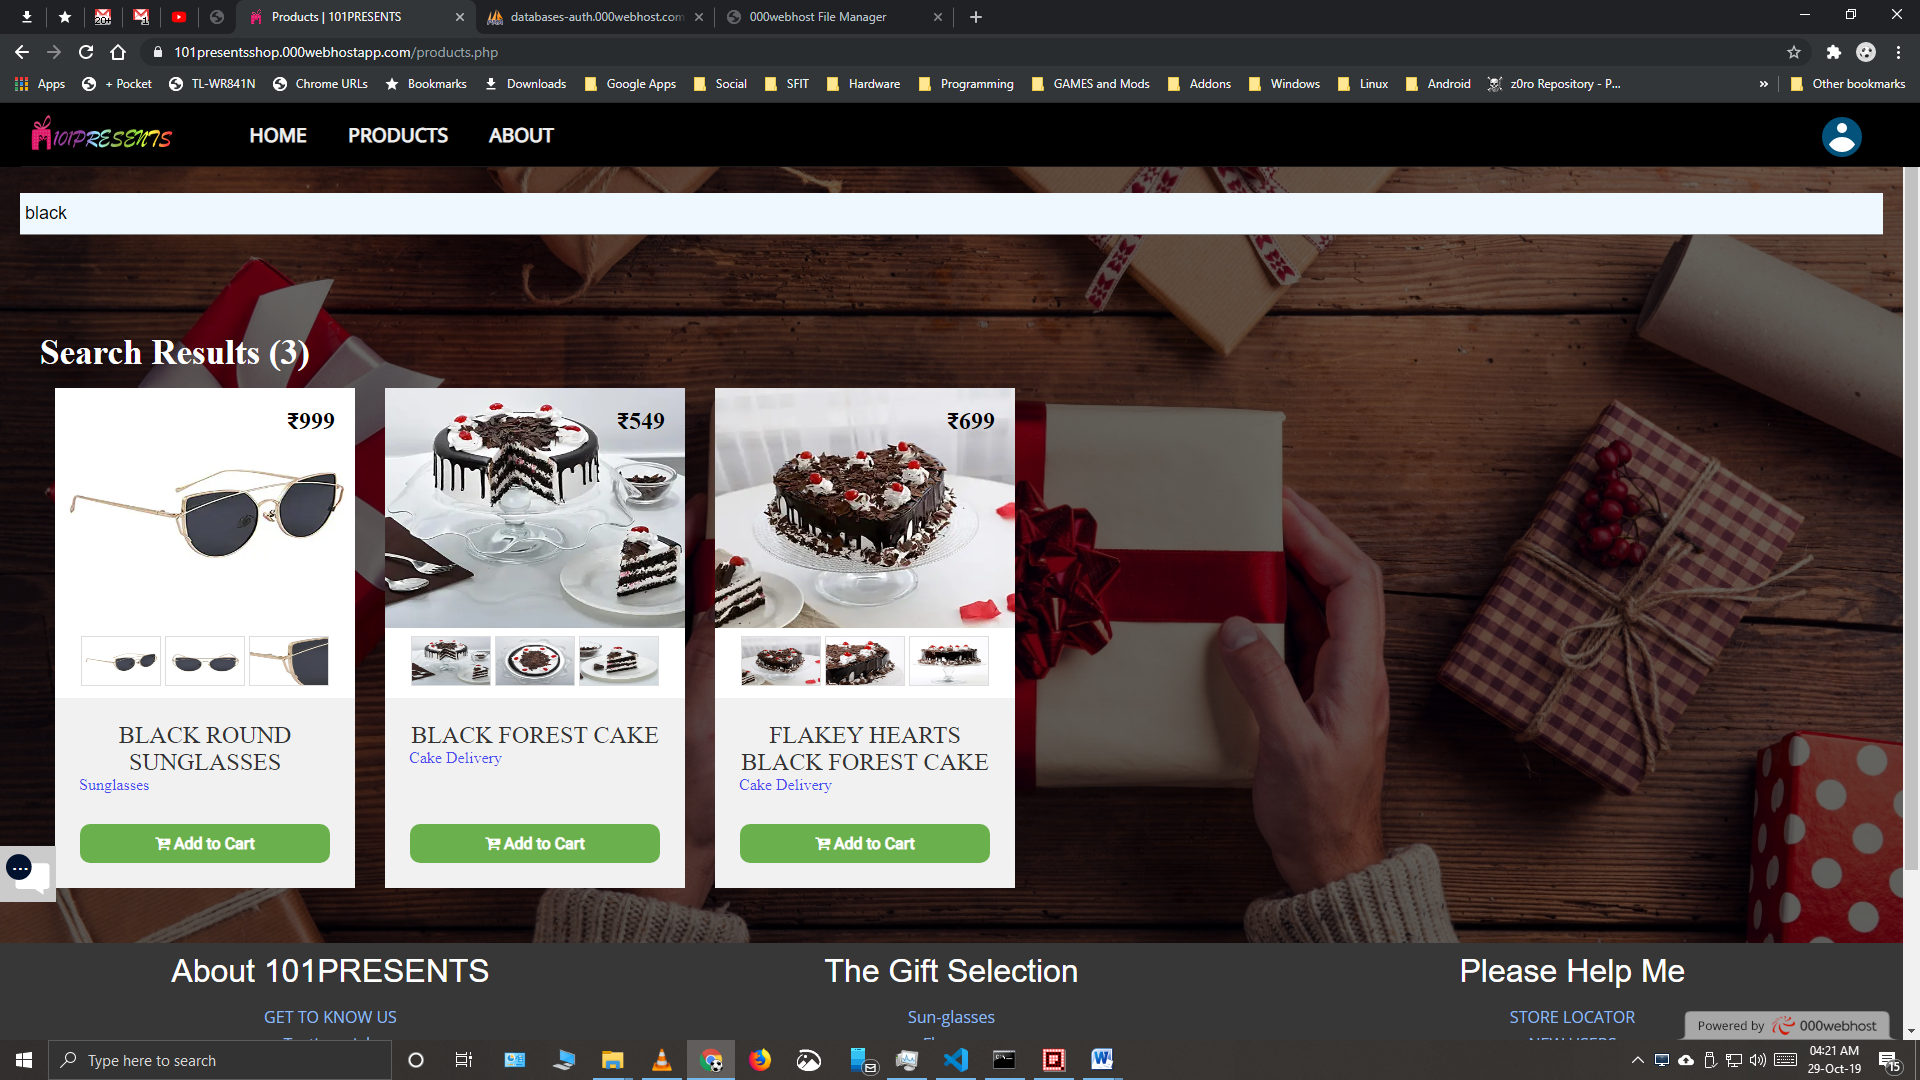 Products | 101PRESENTS
databases-auth.000webhost.com
000webhost File Manager
20+
1
101presentsshop.000webhostapp.com/products.php
Apps
+ Pocket
TL-WR841N
Chrome URLs
Bookmarks
Downloads
Google Apps
Social
SFIT
Hardware
Programming
GAMES and Mods
Addons
Windows
Linux
Android
z0ro Repository - P...
»
Other bookmarks
101PRESENTS
HOME
PRODUCTS
ABOUT
black
Search Results (3)
₹999
BLACK ROUND
SUNGLASSES
Sunglasses
Add to Cart
₹549
BLACK FOREST CAKE
Cake Delivery
Add to Cart
₹699
FLAKEY HEARTS
BLACK FOREST CAKE
Cake Delivery
Add to Cart
About 101PRESENTS
GET TO KNOW US
The Gift Selection
Sun-glasses
Please Help Me
STORE LOCATOR
Powered by 000webhost
Type here to search
04:21 AM
29-Oct-19
15